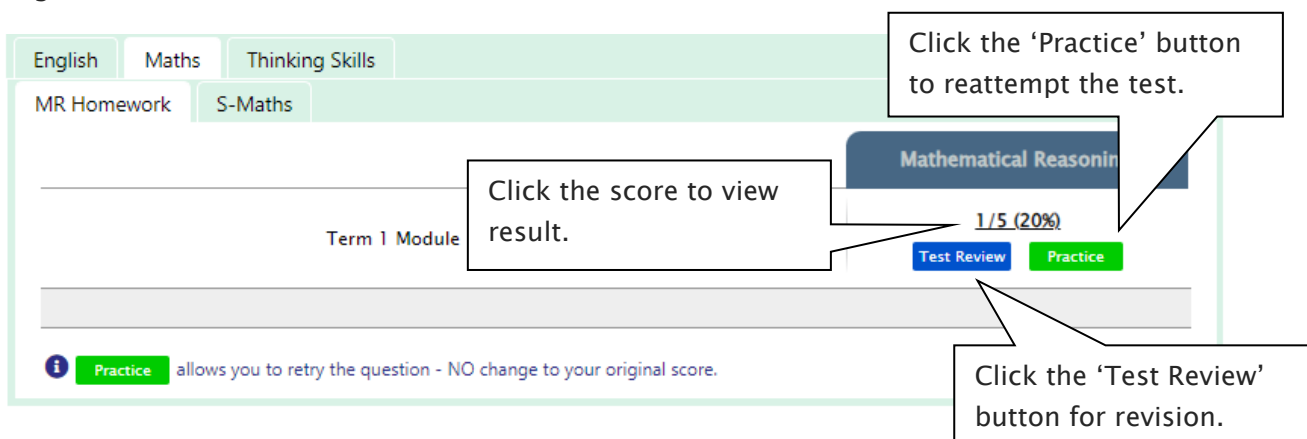 Click the ‘Practice’ button
to reattempt the test.
English Maths Thinking Skills
MR Homework S-Maths
Mathematical
Click the score to view
result.
1/5 (20%)
Term 1 Module
Test Review Practice
Practice allows you to retry the question - NO change to your original score.
Click the ‘Test Review’
button for revision.